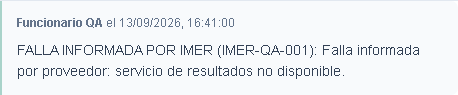 Funcionario QA el 13/09/2026, 16:41:00
FALLA INFORMADA POR IMER (IMER-QA-001): Falla informada
por proveedor: servicio de resultados no disponible.